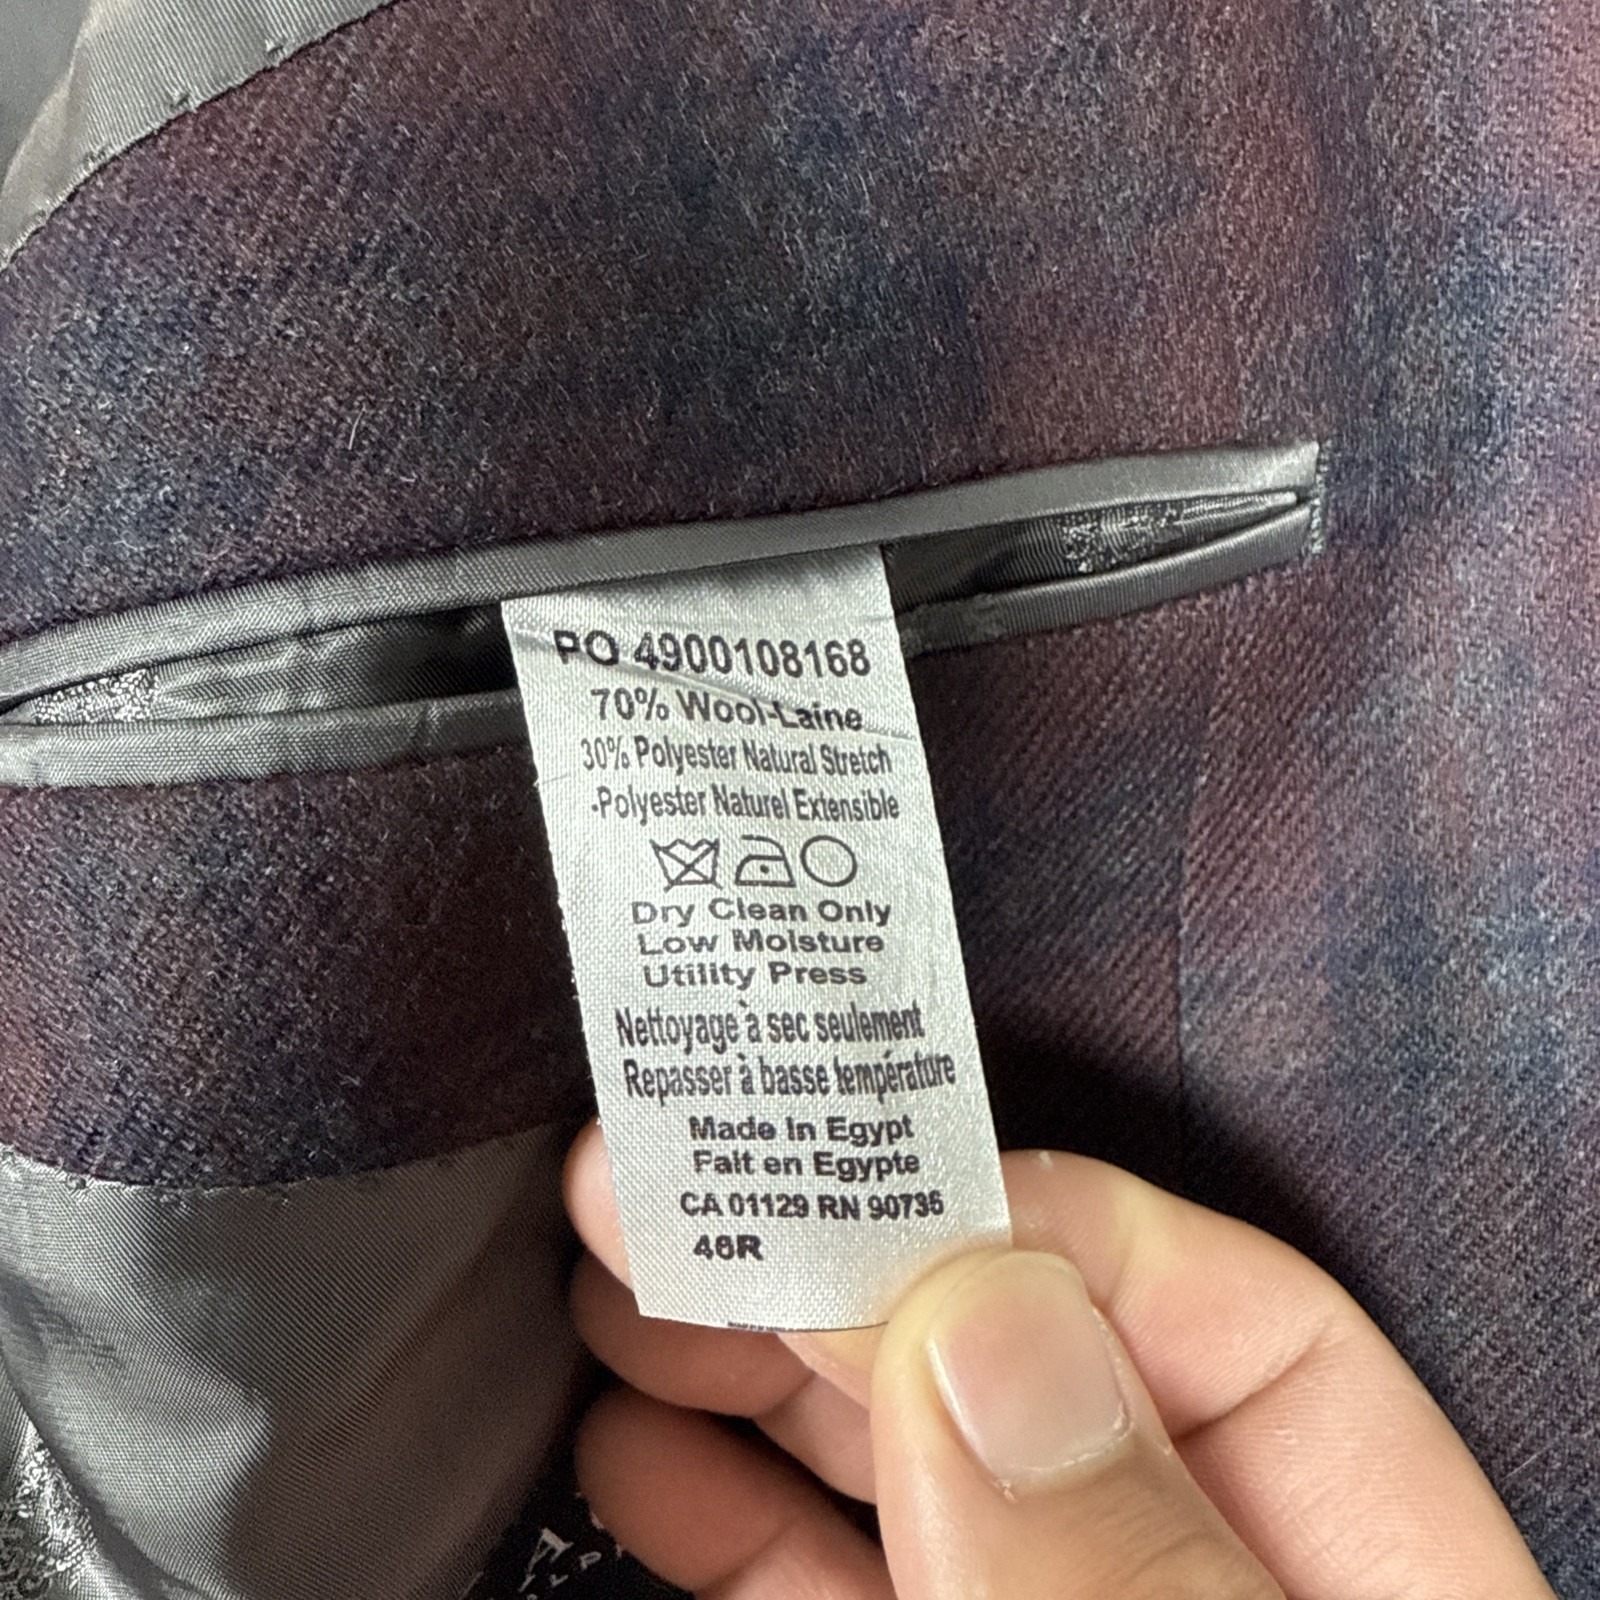 PO 4900108168
70% Wool-Laine
30% Polyester Natural Stretch
-Polyester Naturel Extensible
Dry Clean Only
Low Moisture
Utility Press
Nettoyage à sec seulement
Repasser à basse température
Made In Egypt
Fait en Egypte
CA 01129 RN 90735
46R